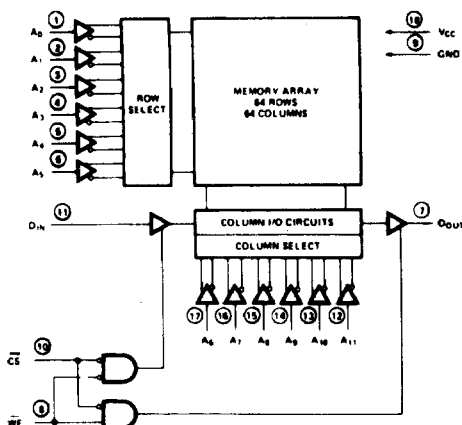 1
A0
2
A1
3
A2
4
A3
5
A4
6
A5
ROW
SELECT
MEMORY ARRAY
64 ROWS
64 COLUMNS
18
VCC
9
GND
DIN
11
COLUMN I/O CIRCUITS
COLUMN SELECT
7
DOUT
17
16
15
14
13
12
A6
A7
A8
A9
A10
A11
CS
10
WE
8